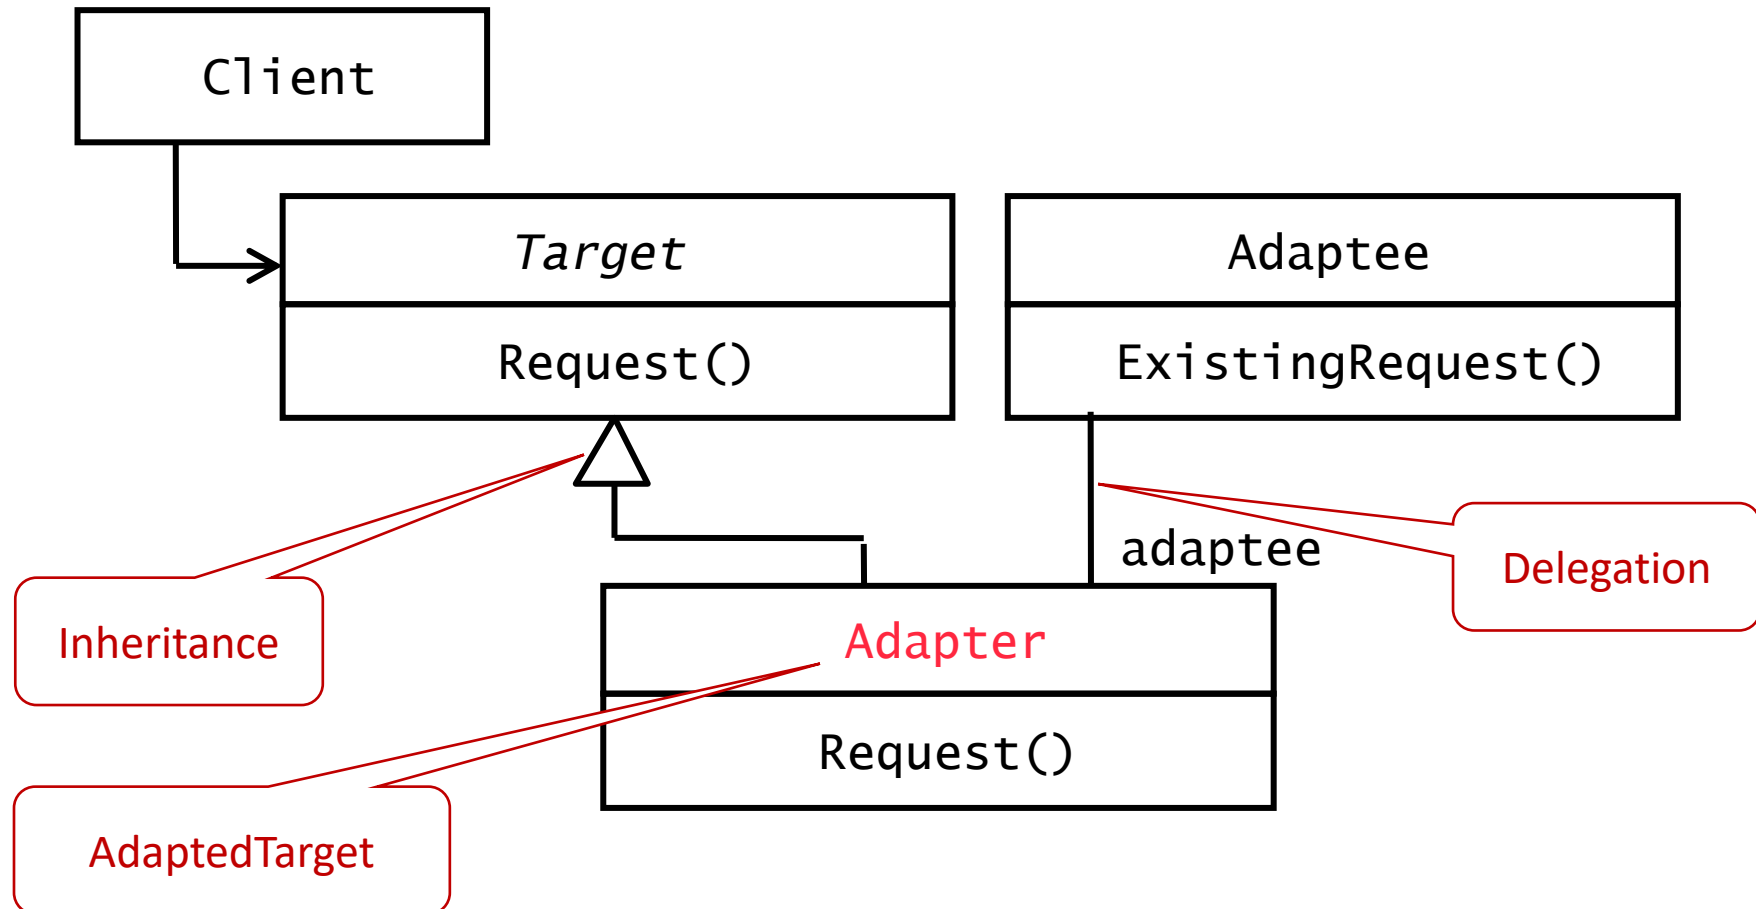 Client
Target
Request()
Adaptee
ExistingRequest()
adaptee
Delegation
Inheritance
Adapter
Request()
AdaptedTarget